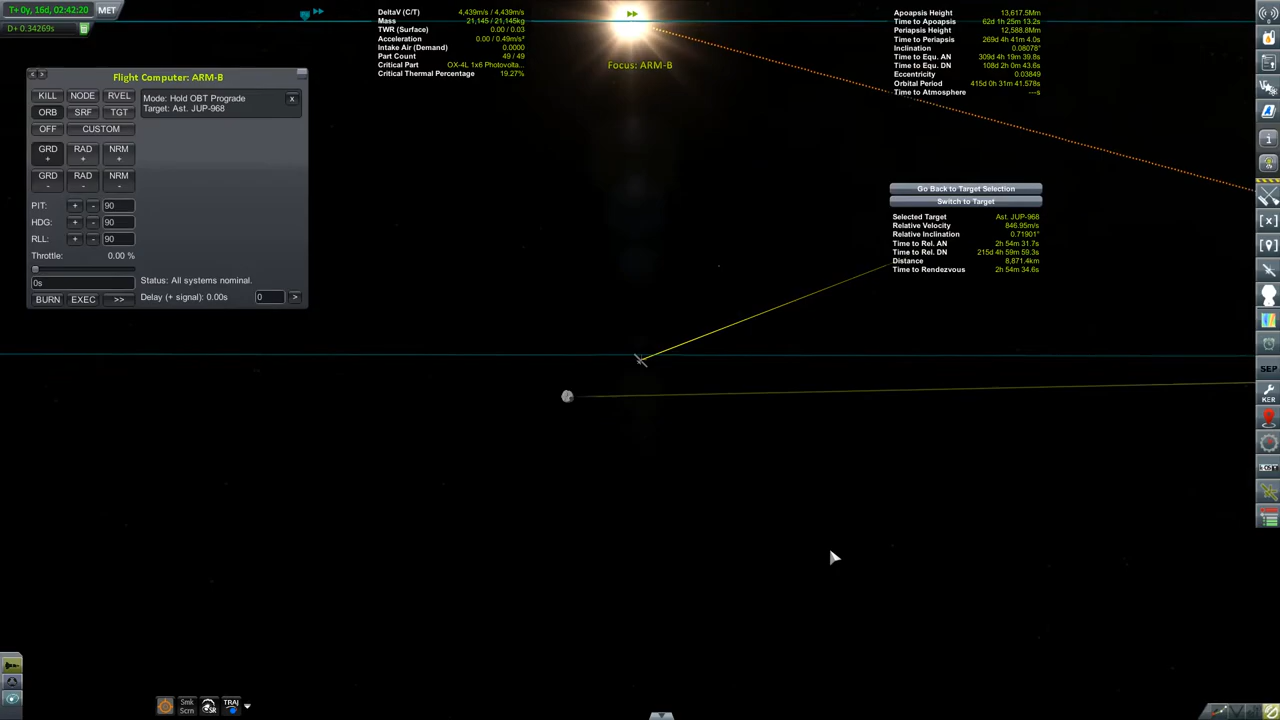 T+ 0y, 16d, 02:42:20 MET
D+ 0.34269s
DeltaV (C/T) 4,439m/s / 4,439m/s
Mass 21,145 / 21,145kg
TWR (Surface) 0.00 / 0.03
Acceleration 0.00 / 0.49m/s²
Intake Air (Demand) 0.0000
Part Count 49 / 49
Critical Part OX-4L 1x6 Photovolta...
Critical Thermal Percentage 19.27%
Focus: ARM-B
Apoapsis Height 13,617.5Mm
Time to Apoapsis 62d 1h 25m 13.2s
Periapsis Height 12,588.8Mm
Time to Periapsis 269d 4h 41m 4.0s
Inclination 0.08078°
Time to Equ. AN 309d 4h 19m 39.8s
Time to Equ. DN 108d 2h 0m 43.6s
Eccentricity 0.03849
Orbital Period 415d 0h 31m 41.578s
Time to Atmosphere ---s
Flight Computer: ARM-B
KILL NODE RVEL
ORB SRF TGT
OFF CUSTOM
GRD + RAD + NRM +
GRD - RAD - NRM -
PIT: + - 90
HDG: + - 90
RLL: + - 90
Throttle: 0.00 %
0s
BURN EXEC >>
Mode: Hold OBT Prograde x
Target: Ast. JUP-968
Status: All systems nominal.
Delay (+ signal): 0.00s 0 >
Go Back to Target Selection
Switch to Target
Selected Target Ast. JUP-968
Relative Velocity 846.95m/s
Relative Inclination 0.71901°
Time to Rel. AN 2h 54m 31.7s
Time to Rel. DN 215d 4h 59m 59.3s
Distance 8,871.4km
Time to Rendezvous 2h 54m 34.6s
SEP
KER
Smk
Scrn
SR
TRAJ